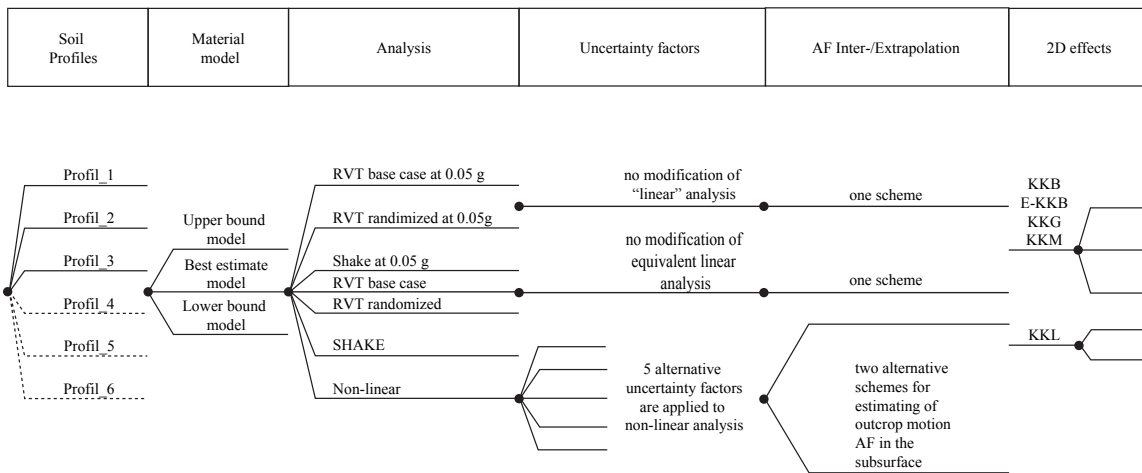 Soil
Profiles
Material
model
Analysis
Uncertainty factors
AF Inter-/Extrapolation
2D effects
Profil_1
Profil_2
Profil_3
Profil_4
Profil_5
Profil_6
Upper bound
model
Best estimate
model
Lower bound
model
RVT base case at 0.05 g
RVT randimized at 0.05g
Shake at 0.05 g
RVT base case
RVT randomized
SHAKE
Non-linear
no modification of
“linear” analysis
no modification of
equivalent linear
analysis
5 alternative
uncertainty factors
are applied to
non-linear analysis
one scheme
one scheme
two alternative
schemes for
estimating of
outcrop motion
AF in the
subsurface
KKB
E-KKB
KKG
KKM
KKL